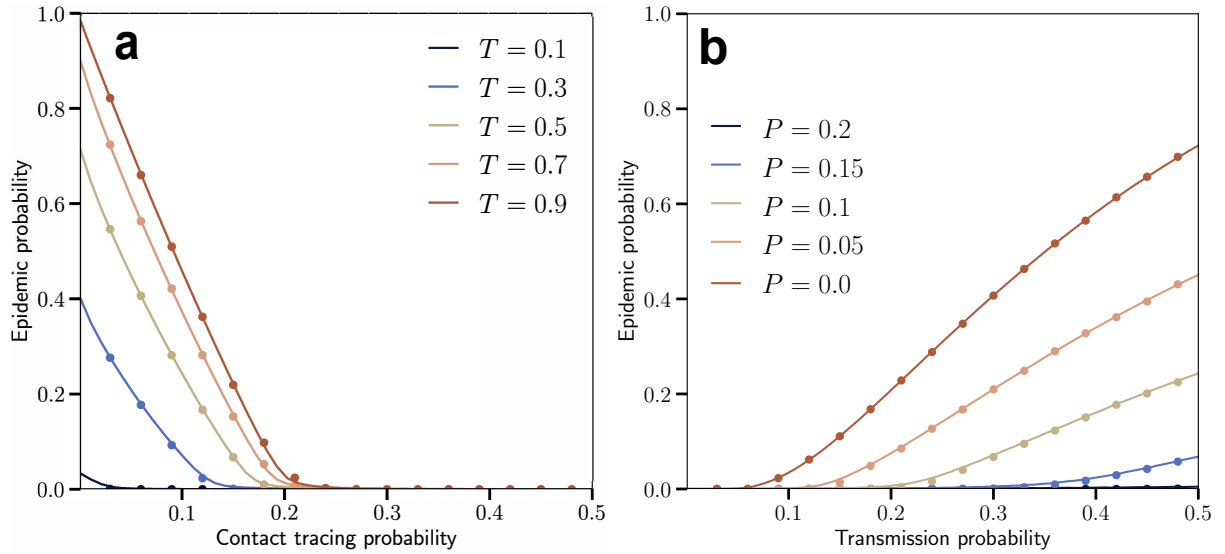 a
T = 0.1
T = 0.3
T = 0.5
T = 0.7
T = 0.9
1.0
0.8
0.6
0.4
0.2
0.0
Epidemic probability
0.1
0.2
0.3
0.4
0.5
Contact tracing probability
b
P = 0.2
P = 0.15
P = 0.1
P = 0.05
P = 0.0
1.0
0.8
0.6
0.4
0.2
0.0
Epidemic probability
0.1
0.2
0.3
0.4
0.5
Transmission probability